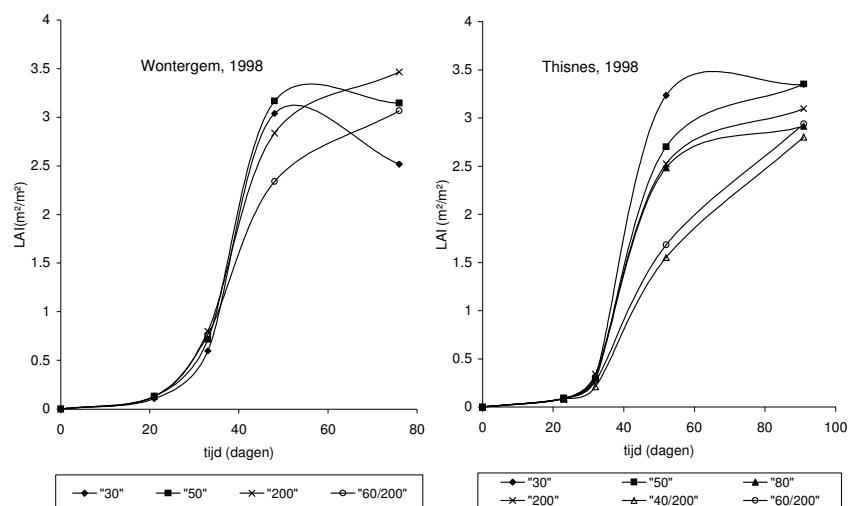 Wontergem, 1998
LAI(m²/m²)
4
3.5
3
2.5
2
1.5
1
0.5
0
0 20 40 60 80
tijd (dagen)
"30" "50" "200" "60/200"
Thisnes, 1998
LAI (m²/m²)
4
3.5
3
2.5
2
1.5
1
0.5
0
0 20 40 60 80 100
tijd (dagen)
"30" "50" "80"
"200" "40/200" "60/200"